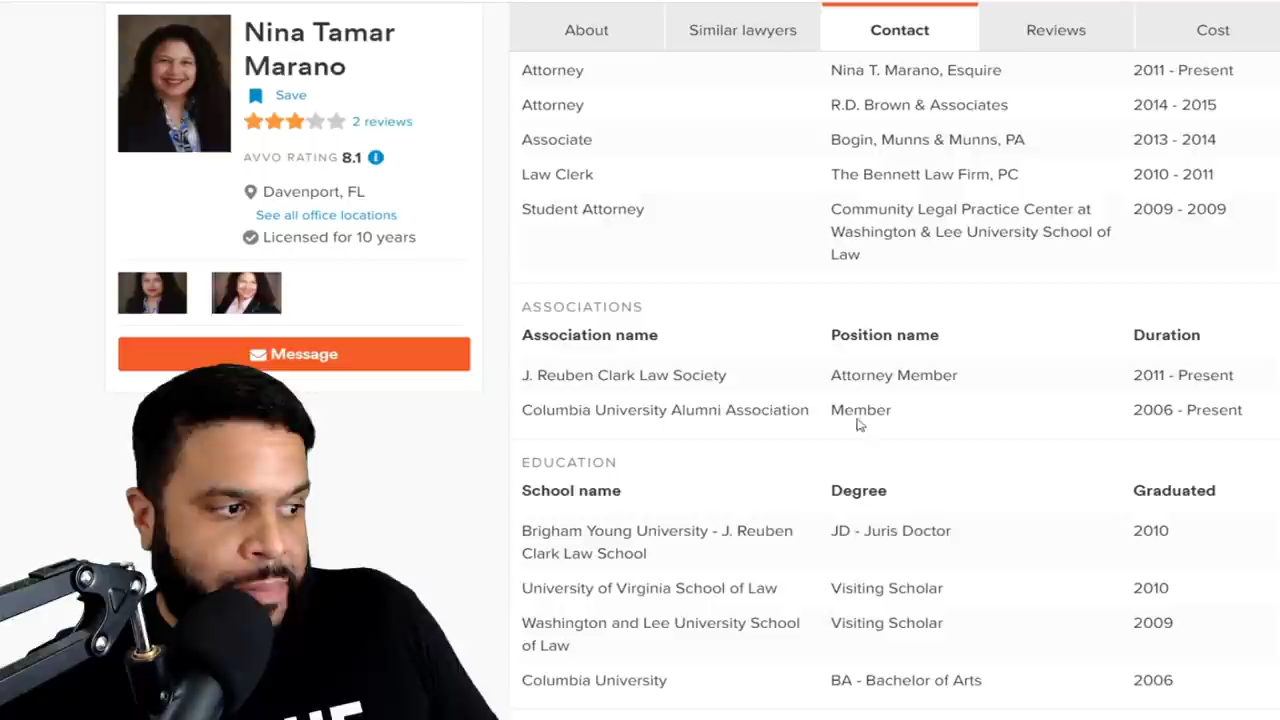 Nina Tamar
Marano
Save
2 reviews
AVVO RATING 8.1 i
Davenport, FL
See all office locations
Licensed for 10 years
Message
About Similar lawyers Contact Reviews Cost
Attorney Nina T. Marano, Esquire 2011 - Present
Attorney R.D. Brown & Associates 2014 - 2015
Associate Bogin, Munns & Munns, PA 2013 - 2014
Law Clerk The Bennett Law Firm, PC 2010 - 2011
Student Attorney Community Legal Practice Center at 2009 - 2009
Washington & Lee University School of
Law
ASSOCIATIONS
Association name Position name Duration
J. Reuben Clark Law Society Attorney Member 2011 - Present
Columbia University Alumni Association Member 2006 - Present
EDUCATION
School name Degree Graduated
Brigham Young University - J. Reuben JD - Juris Doctor 2010
Clark Law School
University of Virginia School of Law Visiting Scholar 2010
Washington and Lee University School Visiting Scholar 2009
of Law
Columbia University BA - Bachelor of Arts 2006